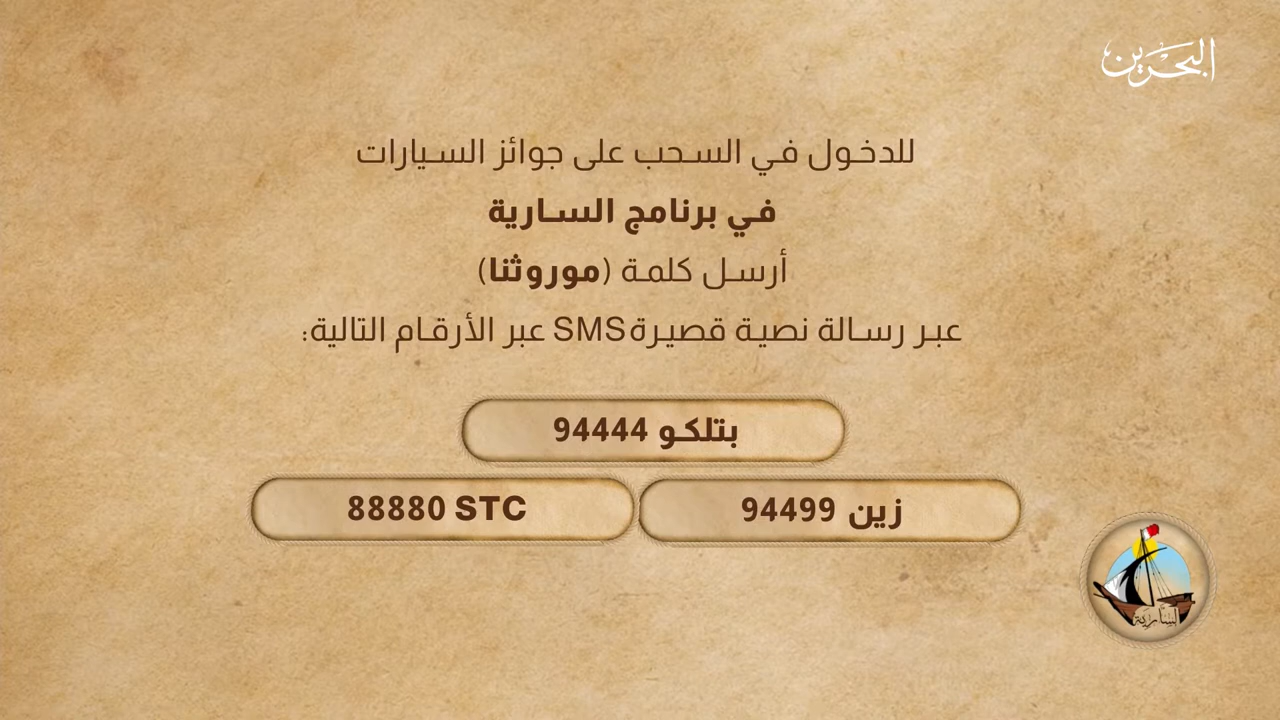 البحرين
للدخول في السحب على جوائز السيارات
في برنامج السارية
أرسل كلمة (موروثنا)
عبر رسالة نصية قصيرة SMS عبر الأرقام التالية:
بتلكو 94444
زين 94499
88880 STC
السارية